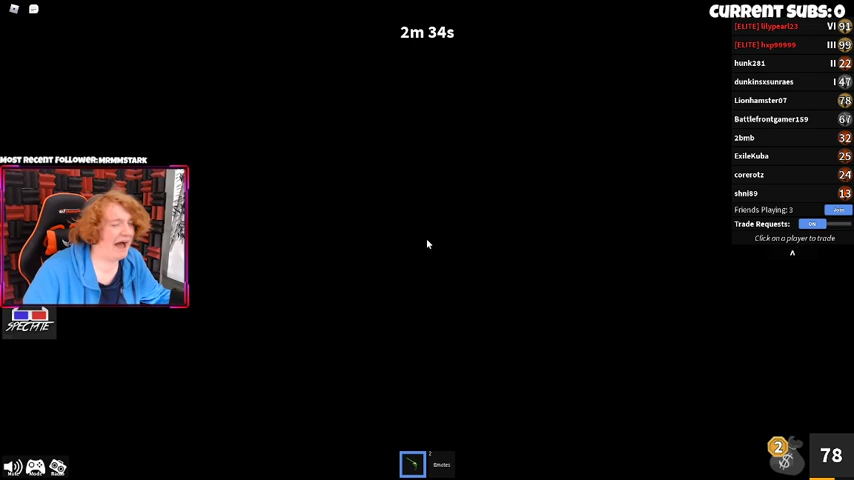 CURRENT SUBS: 0
2m 34s
[ELITE] lilypearl23 VI 91
[ELITE] hxp99999 III 99
hunk281 II 22
dunkinsxsunraes I 47
Lionhamster07 78
Battlefrontgamer159 67
2bmb 32
ExileKuba 25
corerotz 24
shni89 13
Friends Playing: 3
Trade Requests: ON
Click on a player to trade
MOST RECENT FOLLOWER: MRMMSTARK
SPECTATE
2
Emotes
2
78